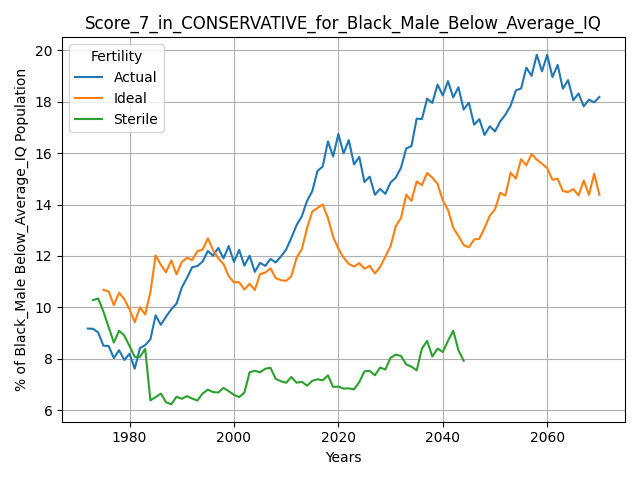 Score_7_in_CONSERVATIVE_for_Black_Male_Below_Average_IQ
% of Black_Male Below_Average_IQ Population
20
18
16
14
12
10
8
6
Fertility
Actual
Ideal
Sterile
1980
2000
2020
2040
2060
Years